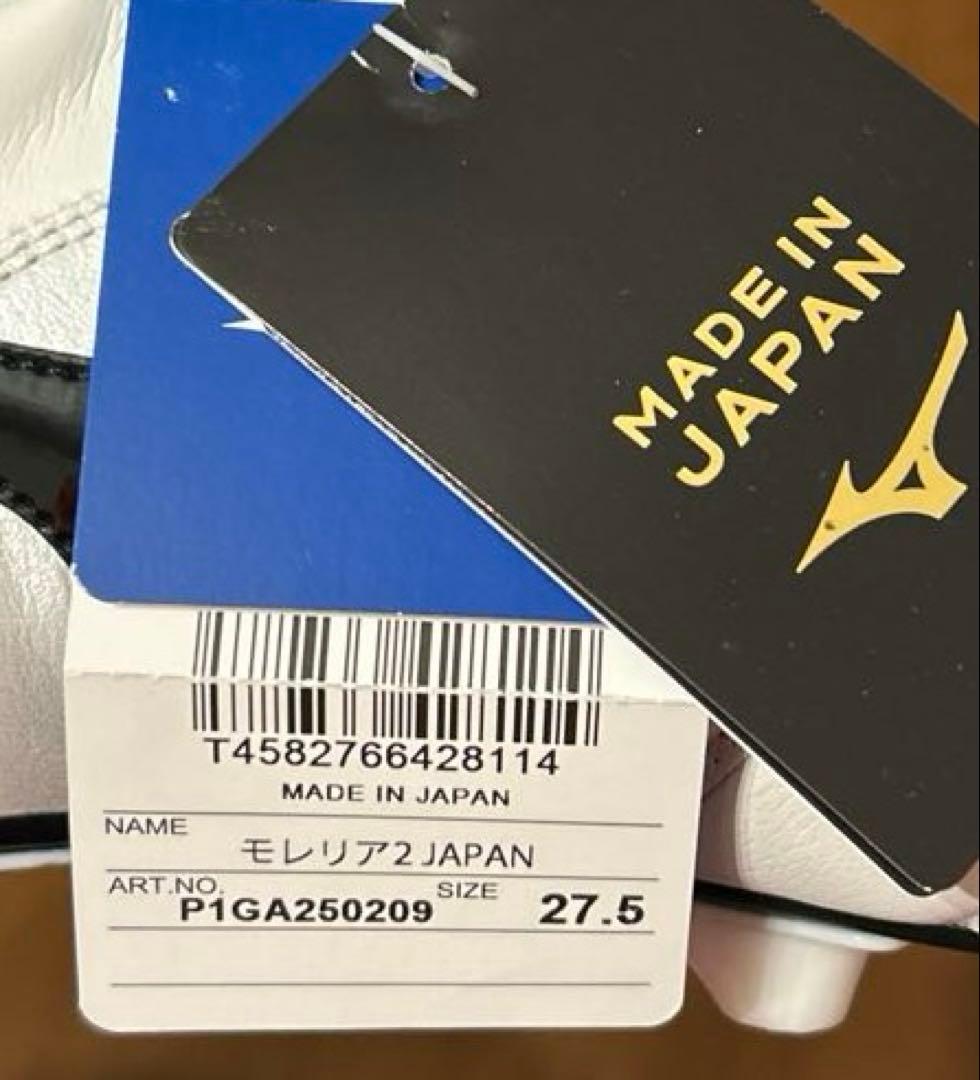 MADE IN
JAPAN
T4582766428114
MADE IN JAPAN
NAME
モレリア2 JAPAN
ART.NO.
SIZE
P1GA250209
27.5